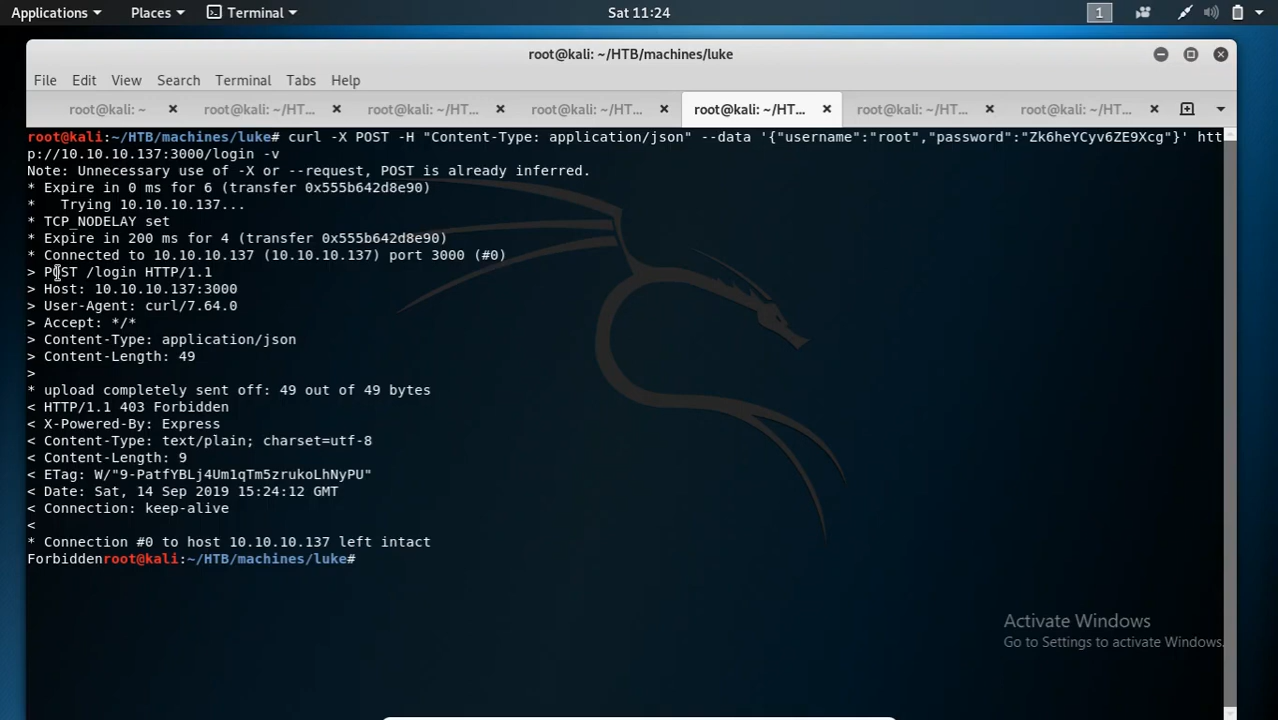 Applications Places Terminal Sat 11:24 1
root@kali: ~/HTB/machines/luke
File Edit View Search Terminal Tabs Help
root@kali: ~ root@kali: ~/HT... root@kali: ~/HT... root@kali: ~/HT... root@kali: ~/HT... root@kali: ~/HT... root@kali: ~/HT...
root@kali:~/HTB/machines/luke# curl -X POST -H "Content-Type: application/json" --data '{"username":"root","password":"Zk6heYCyv6ZE9Xcg"}' htt
p://10.10.10.137:3000/login -v
Note: Unnecessary use of -X or --request, POST is already inferred.
* Expire in 0 ms for 6 (transfer 0x555b642d8e90)
*   Trying 10.10.10.137...
* TCP_NODELAY set
* Expire in 200 ms for 4 (transfer 0x555b642d8e90)
* Connected to 10.10.10.137 (10.10.10.137) port 3000 (#0)
> POST /login HTTP/1.1
> Host: 10.10.10.137:3000
> User-Agent: curl/7.64.0
> Accept: */*
> Content-Type: application/json
> Content-Length: 49
>
* upload completely sent off: 49 out of 49 bytes
< HTTP/1.1 403 Forbidden
< X-Powered-By: Express
< Content-Type: text/plain; charset=utf-8
< Content-Length: 9
< ETag: W/"9-PatfYBLj4Um1qTm5zrukoLhNyPU"
< Date: Sat, 14 Sep 2019 15:24:12 GMT
< Connection: keep-alive
<
* Connection #0 to host 10.10.10.137 left intact
Forbiddenroot@kali:~/HTB/machines/luke#
Activate Windows
Go to Settings to activate Windows.